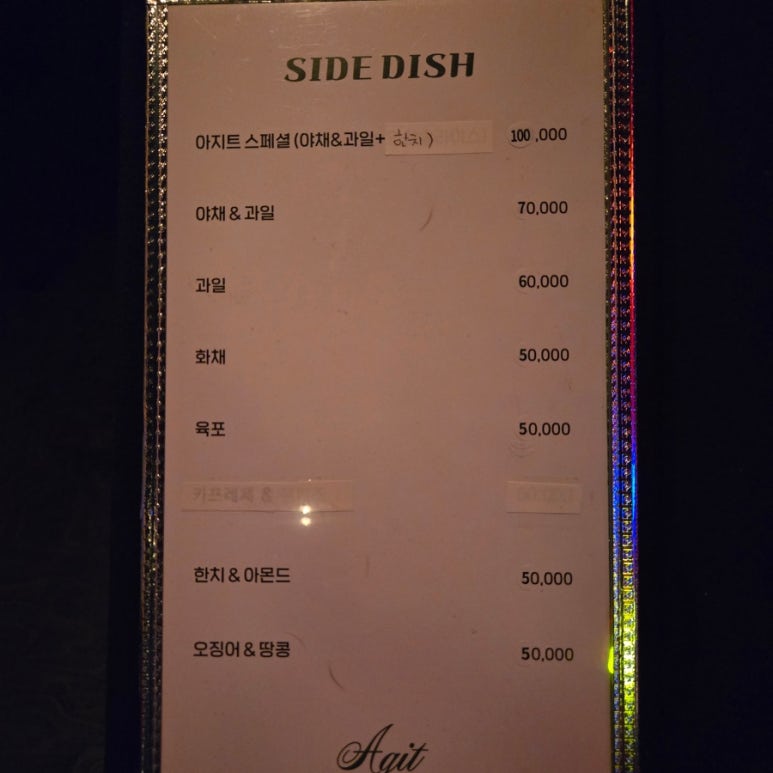 SIDE DISH
아지트 스페셜 (야채&과일+ 한치) 100,000
야채 & 과일 70,000
과일 60,000
화채 50,000
육포 50,000
한치 & 아몬드 50,000
오징어 & 땅콩 50,000
Agit